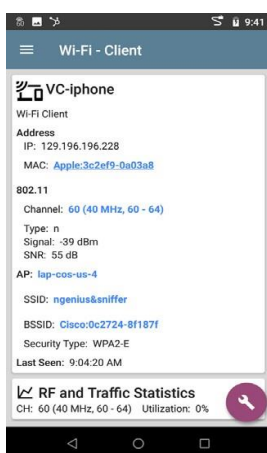 9:41
Wi-Fi - Client
VC-iphone
Wi-Fi Client
Address
IP: 129.196.196.228
MAC: Apple:3c2ef9-0a03a8
802.11
Channel: 60 (40 MHz, 60 - 64)
Type: n
Signal: -39 dBm
SNR: 55 dB
AP: lap-cos-us-4
SSID: ngenius&sniffer
BSSID: Cisco:0c2724-8f187f
Security Type: WPA2-E
Last Seen: 9:04:20 AM
RF and Traffic Statistics
CH: 60 (40 MHz, 60 - 64) Utilization: 0%